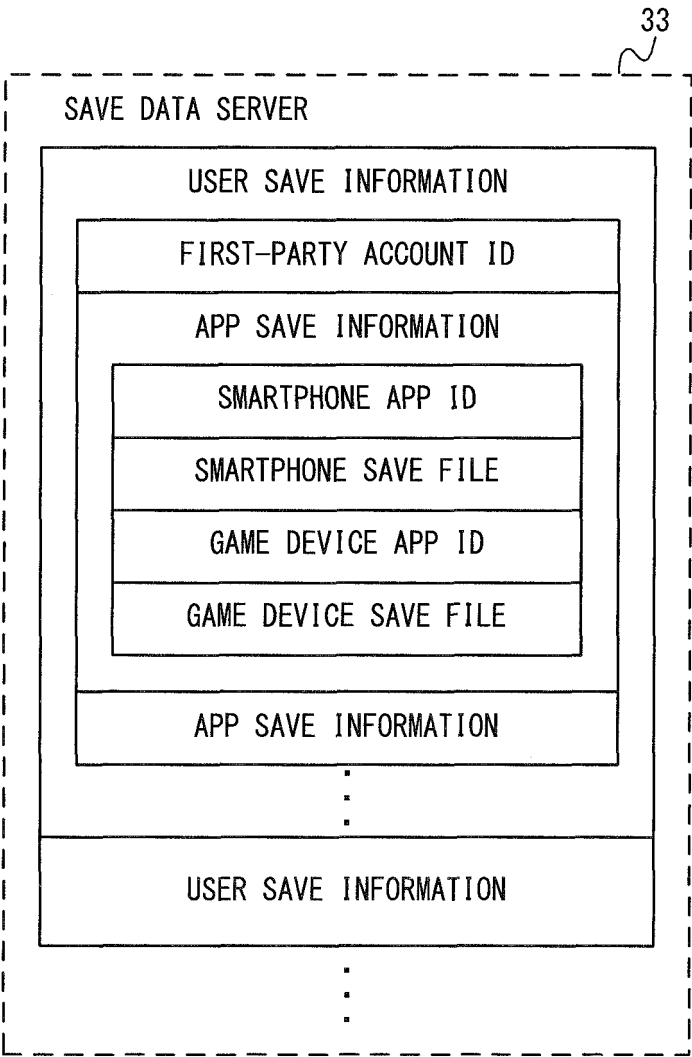 33
SAVE DATA SERVER
USER SAVE INFORMATION
FIRST-PARTY ACCOUNT ID
APP SAVE INFORMATION
SMARTPHONE APP ID
SMARTPHONE SAVE FILE
GAME DEVICE APP ID
GAME DEVICE SAVE FILE
APP SAVE INFORMATION
USER SAVE INFORMATION